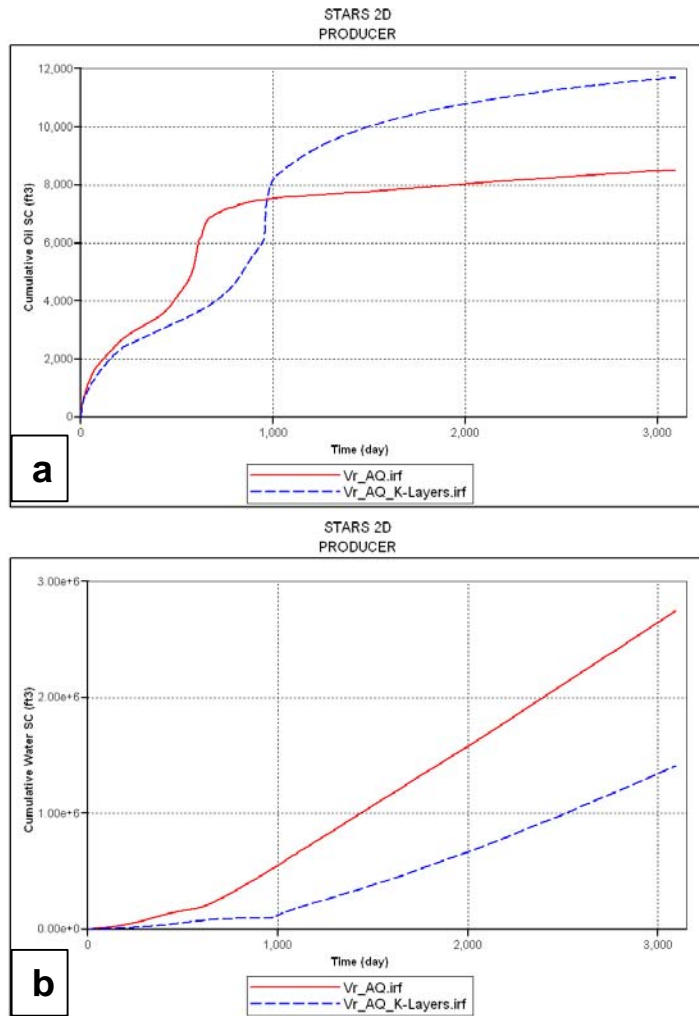 STARS 2D
PRODUCER
12,000
10,000
8,000
6,000
4,000
2,000
0
Cumulative Oil SC (ft3)
0 1,000 2,000 3,000
Time (day)
a
Vr_AQ.irf
Vr_AQ_K-Layers.irf
STARS 2D
PRODUCER
3.00e+6
2.00e+6
1.00e+6
0.00e+0
Cumulative Water SC (ft3)
0 1,000 2,000 3,000
Time (day)
b
Vr_AQ.irf
Vr_AQ_K-Layers.irf